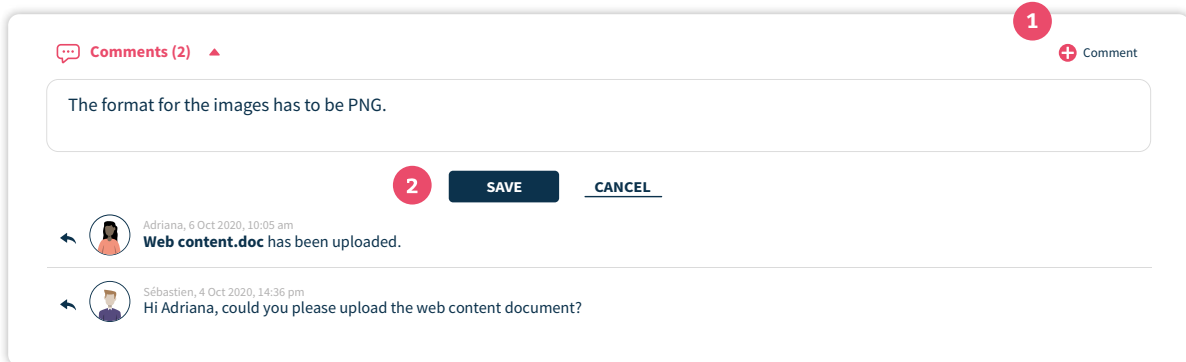 1
Comments (2)
Comment
The format for the images has to be PNG.
2
SAVE
CANCEL
Adriana, 6 Oct 2020, 10:05 am
Web content.doc has been uploaded.
Sébastien, 4 Oct 2020, 14:36 pm
Hi Adriana, could you please upload the web content document?